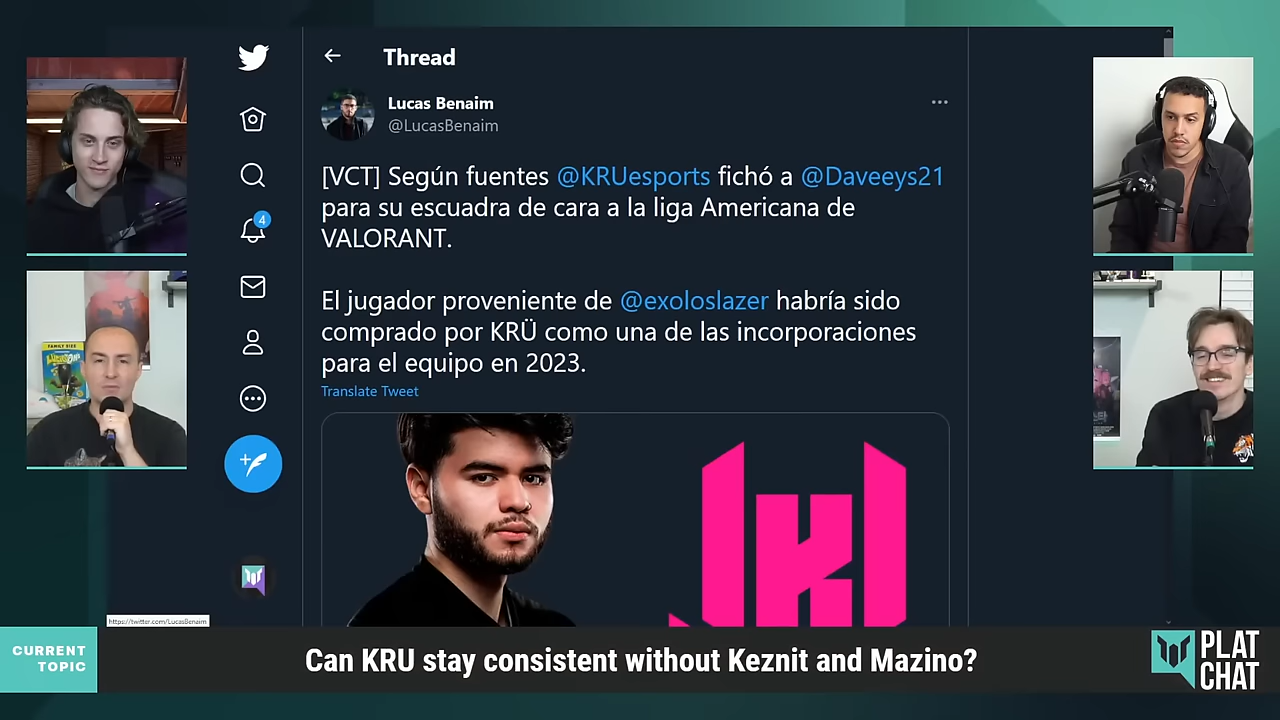 Thread
Lucas Benaim
@LucasBenaim
[VCT] Según fuentes @KRUesports fichó a @Daveeys21
para su escuadra de cara a la liga Americana de
VALORANT.
El jugador proveniente de @exoloslazer habría sido
comprado por KRÜ como una de las incorporaciones
para el equipo en 2023.
Translate Tweet
4
FAMILY SIZE
https://twitter.com/LucasBenaim
CURRENT
TOPIC
Can KRU stay consistent without Keznit and Mazino?
PLAT
CHAT